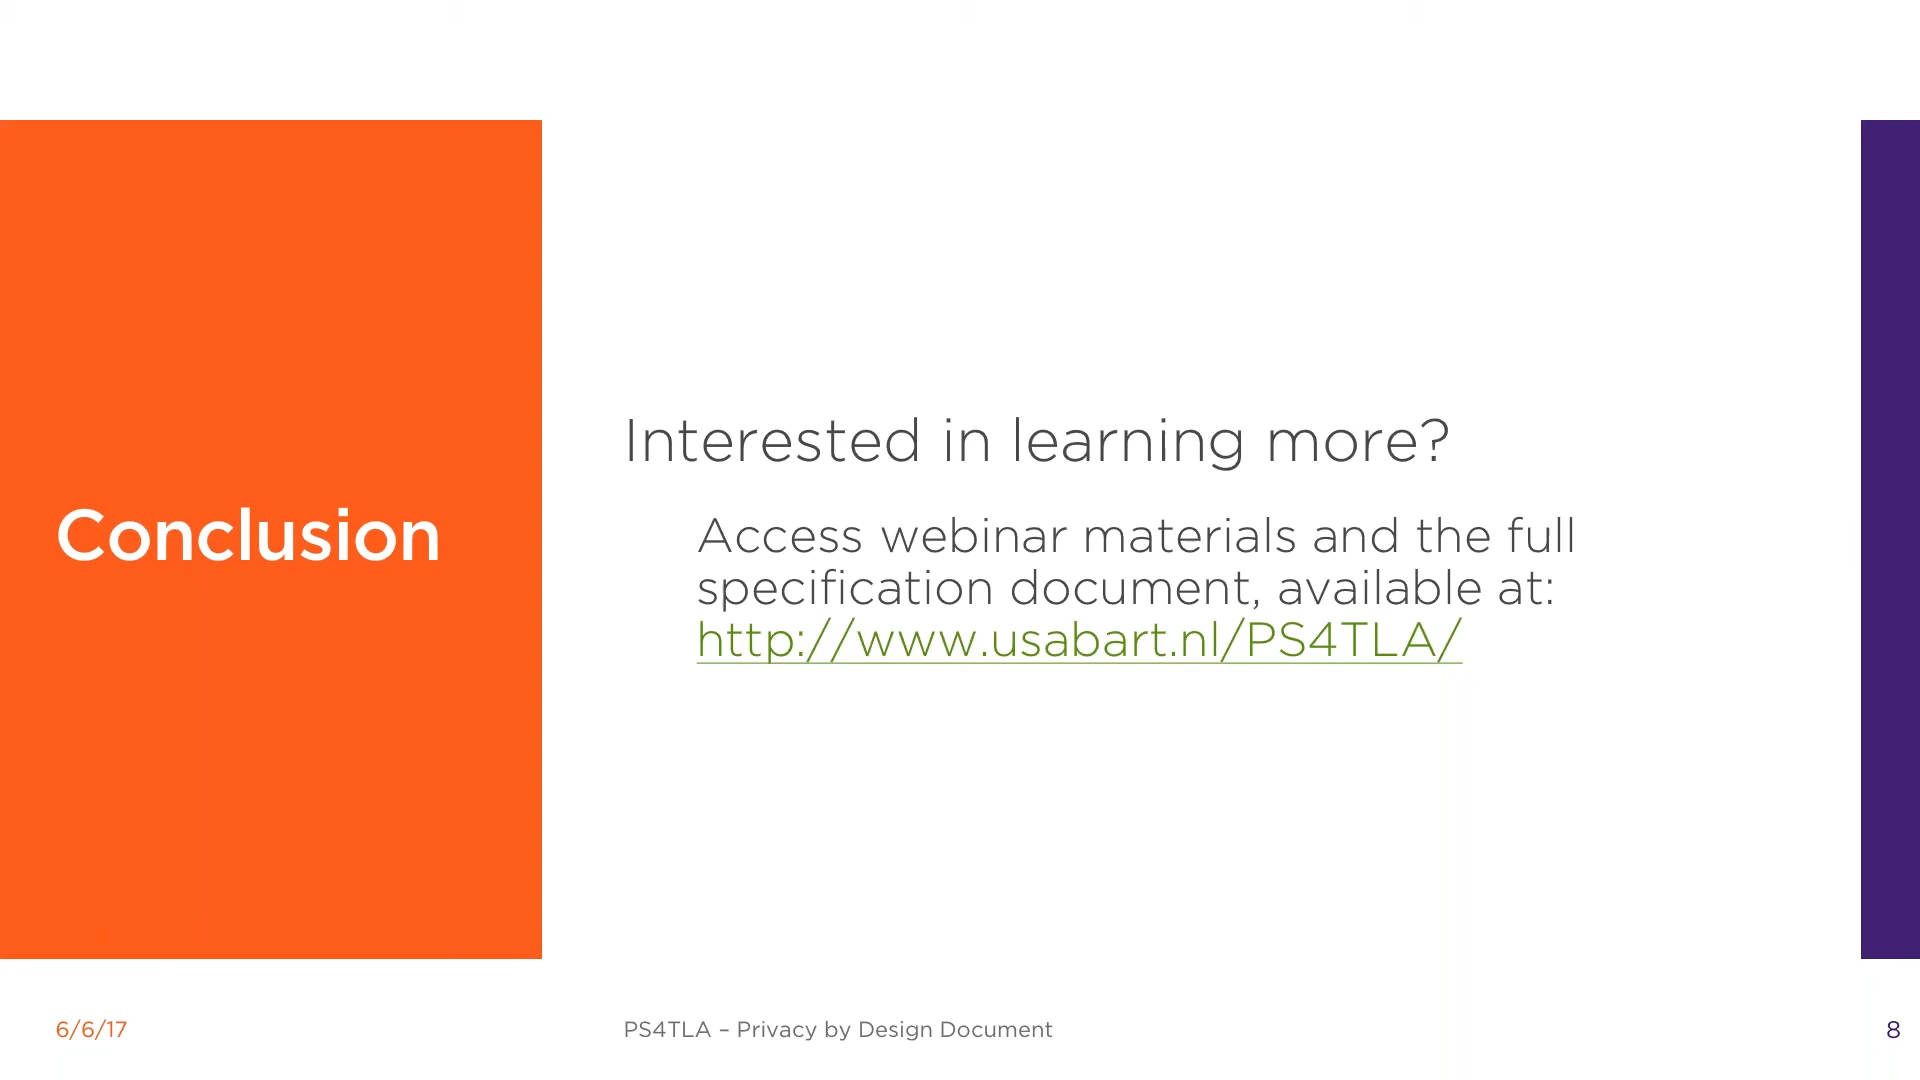 Conclusion
Interested in learning more?
Access webinar materials and the full
specification document, available at:
http://www.usabart.nl/PS4TLA/
6/6/17
PS4TLA – Privacy by Design Document
8